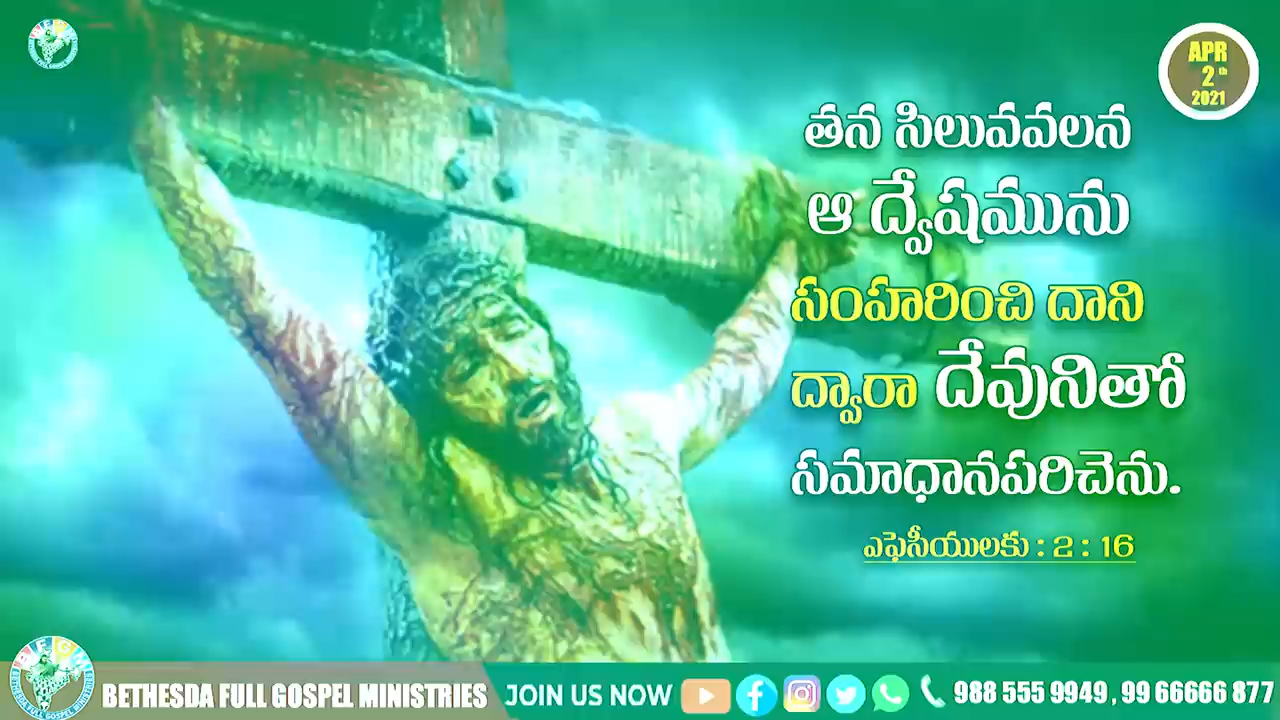 APR
2th
2021
తన సిలువవలన
ఆ ద్వేషమును
సంహరించి దాని
ద్వారా దేవునితో
సమాధానపరిచెను.
ఎఫెసీయులకు : 2 : 16
BETHESDA FULL GOSPEL MINISTRIES JOIN US NOW 988 555 9949 , 99 66666 877